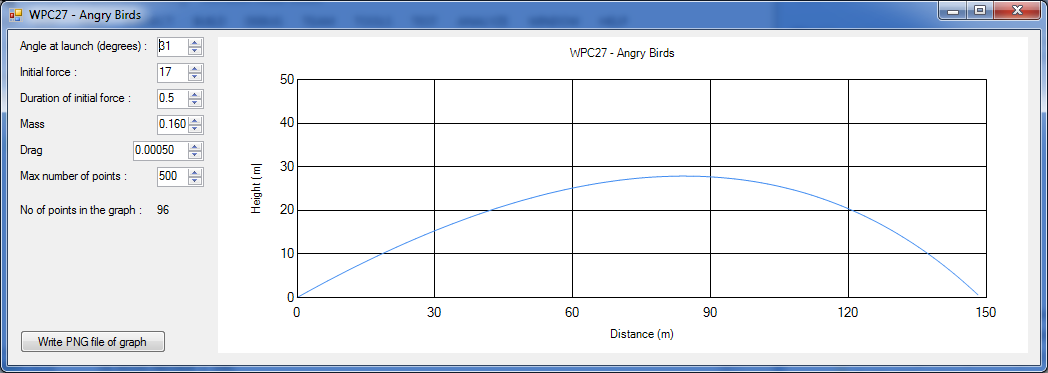 WPC27 - Angry Birds
Angle at launch (degrees) : 31
Initial force : 17
Duration of initial force : 0.5
Mass 0.160
Drag 0.00050
Max number of points : 500
No of points in the graph : 96
Write PNG file of graph
WPC27 - Angry Birds
Height (m)
50
40
30
20
10
0
0 30 60 90 120 150
Distance (m)